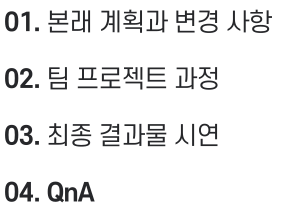 01. 본래 계획과 변경 사항
02. 팀 프로젝트 과정
03. 최종 결과물 시연
04. QnA